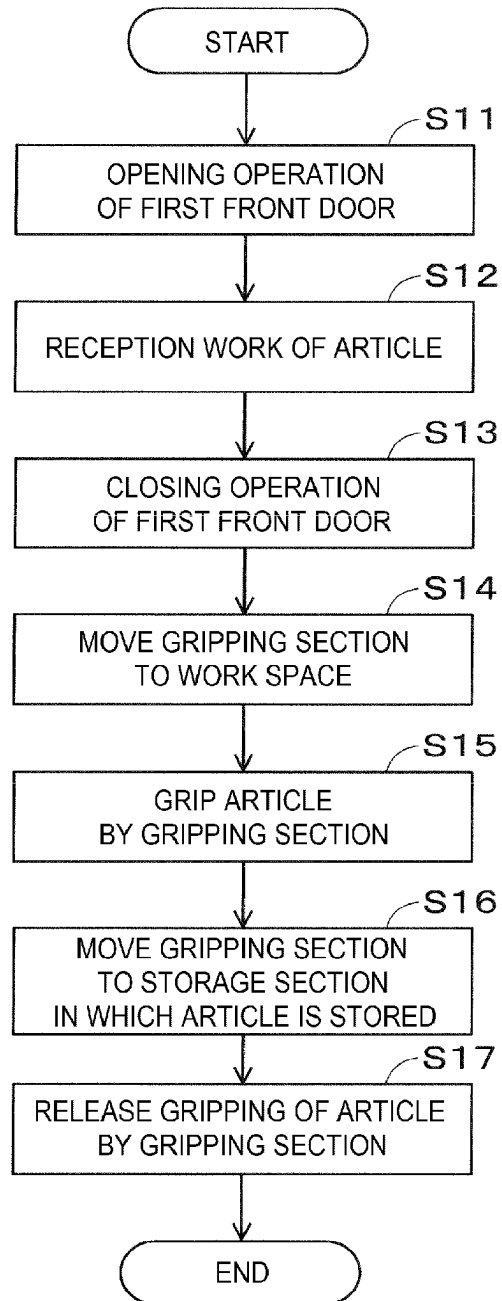 START
S11
OPENING OPERATION
OF FIRST FRONT DOOR
S12
RECEPTION WORK OF ARTICLE
S13
CLOSING OPERATION
OF FIRST FRONT DOOR
S14
MOVE GRIPPING SECTION
TO WORK SPACE
S15
GRIP ARTICLE
BY GRIPPING SECTION
S16
MOVE GRIPPING SECTION
TO STORAGE SECTION
IN WHICH ARTICLE IS STORED
S17
RELEASE GRIPPING OF ARTICLE
BY GRIPPING SECTION
END